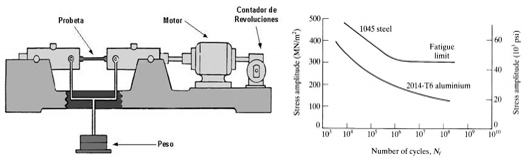 Probeta
Motor
Contador de
Revoluciones
Peso
Stress amplitude (MN/m²)
500
400
300
200
100
0
1045 steel
Fatigue
limit
2014-T6 aluminium
60
40
20
0
Stress amplitude (10³ psi)
10³ 10⁴ 10⁵ 10⁶ 10⁷ 10⁸ 10⁹ 10¹⁰
Number of cycles, Nf